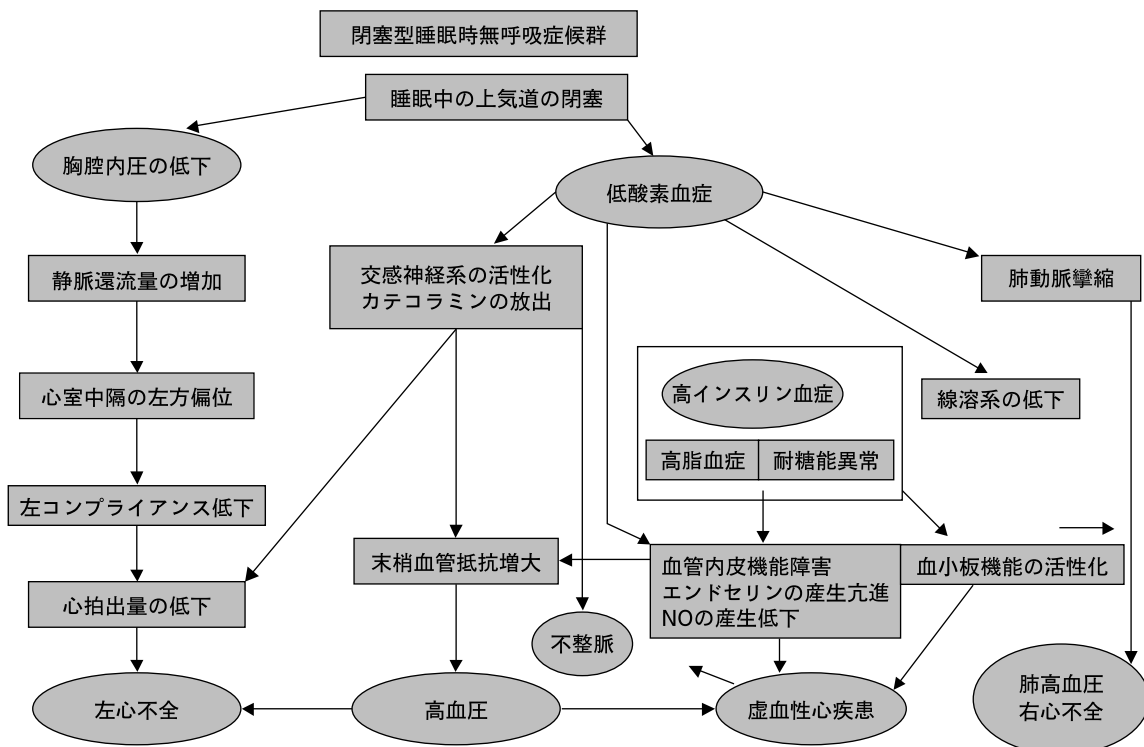 閉塞型睡眠時無呼吸症候群
睡眠中の上気道の閉塞
胸腔内圧の低下
低酸素血症
静脈還流量の増加
交感神経系の活性化
カテコラミンの放出
肺動脈攣縮
心室中隔の左方偏位
高インスリン血症
線溶系の低下
高脂血症
耐糖能異常
左コンプライアンス低下
末梢血管抵抗増大
血管内皮機能障害
エンドセリンの産生亢進
NOの産生低下
血小板機能の活性化
心拍出量の低下
不整脈
左心不全
高血圧
虚血性心疾患
肺高血圧
右心不全